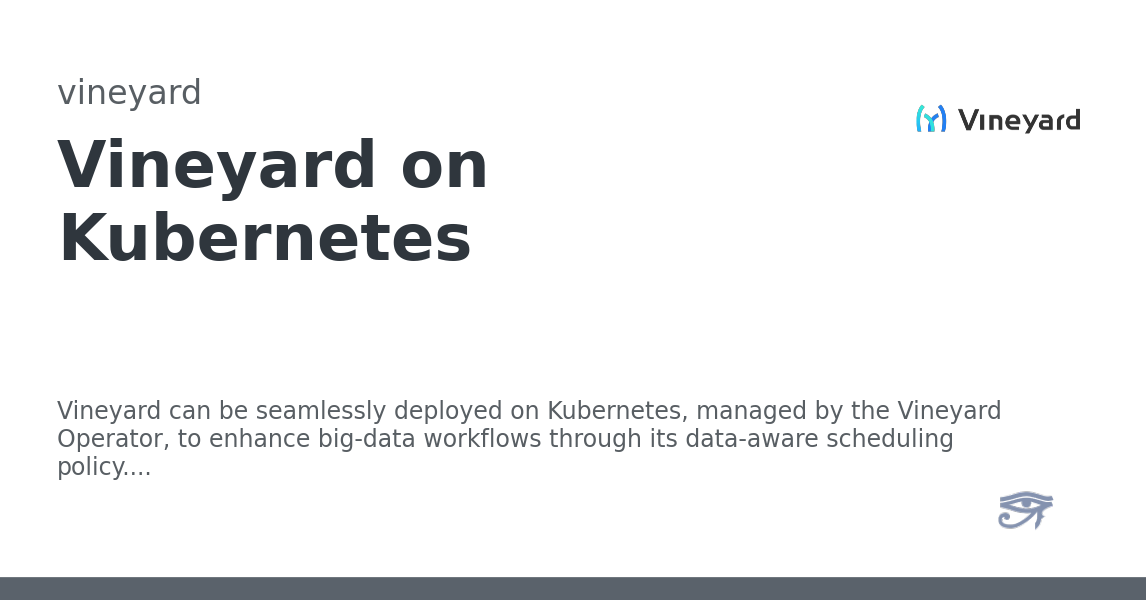 vineyard
Vineyard
Vineyard on
Kubernetes
Vineyard can be seamlessly deployed on Kubernetes, managed by the Vineyard
Operator, to enhance big-data workflows through its data-aware scheduling
policy....